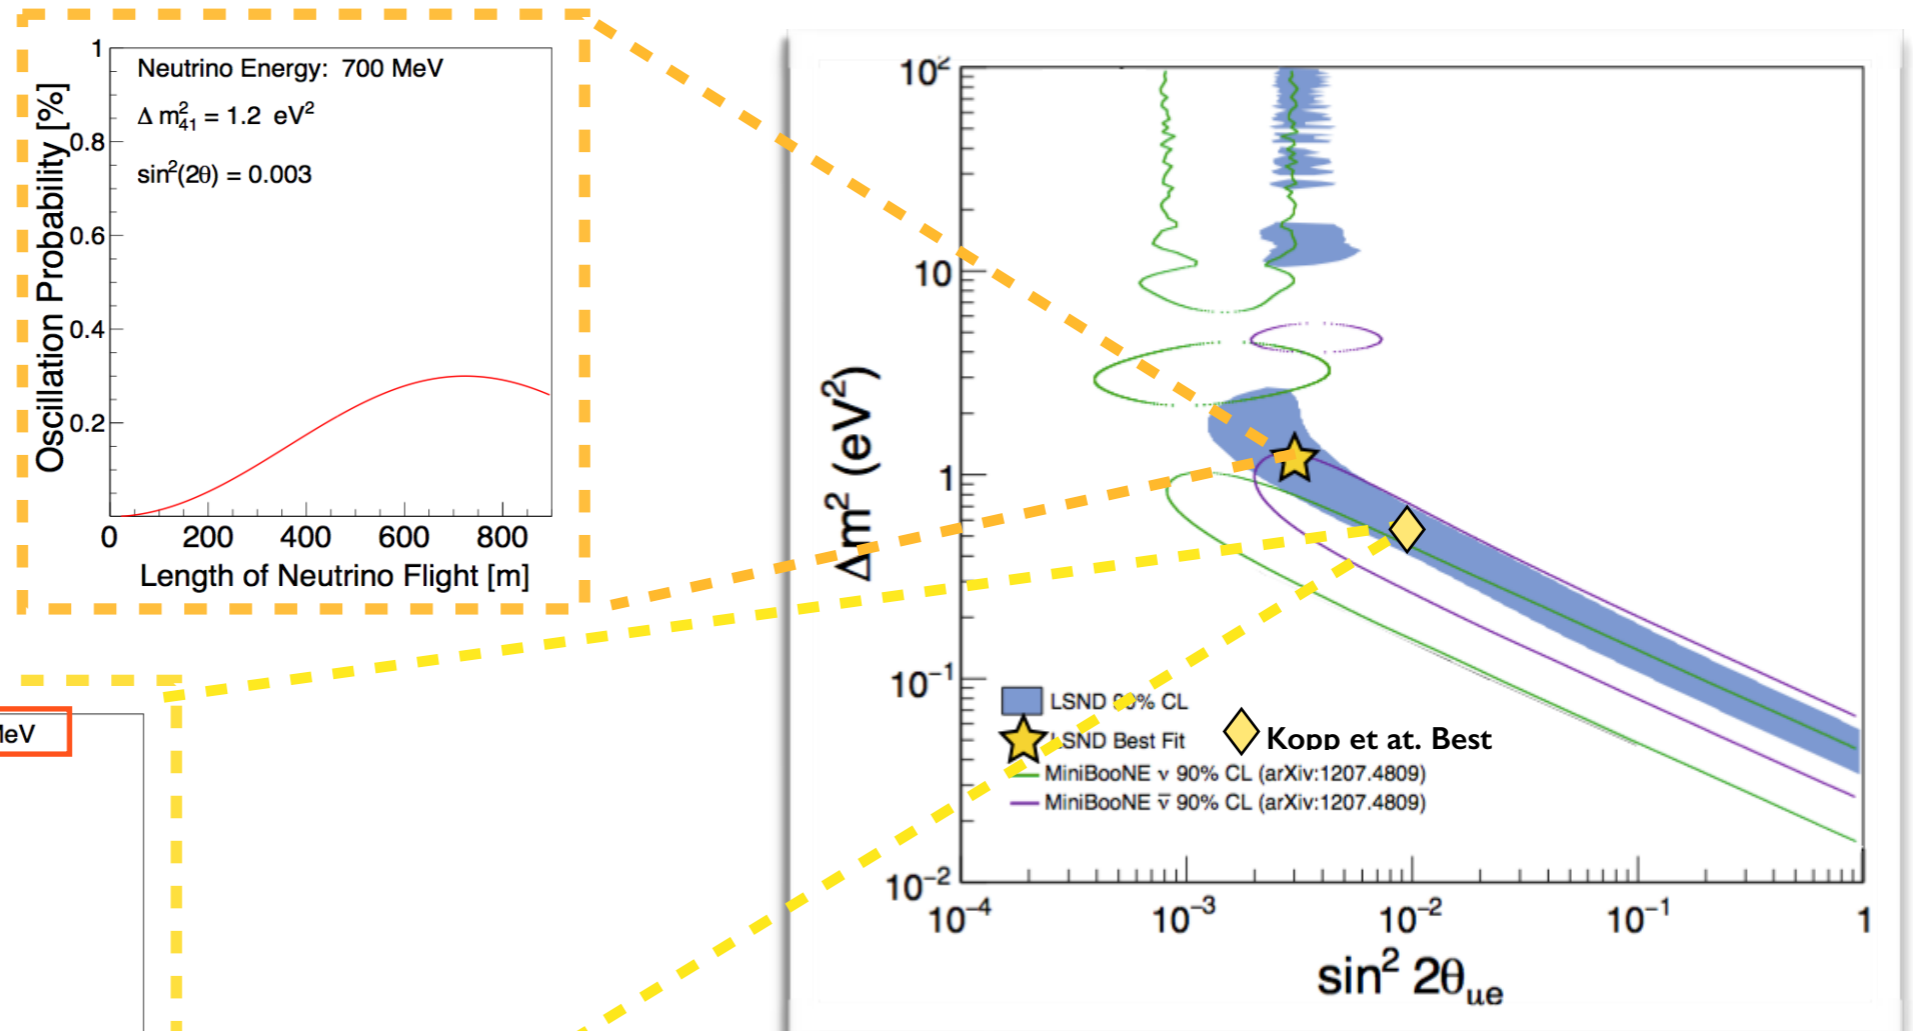 1
Neutrino Energy: 700 MeV
Δ m²₄₁ = 1.2 eV²
sin²(2θ) = 0.003
0.8
0.6
0.4
0.2
Oscillation Probability [%]
0 200 400 600 800
Length of Neutrino Flight [m]
MeV
10²
10
1
10⁻¹
10⁻²
Δm² (eV²)
LSND 90% CL
LSND Best Fit
Kopp et at. Best
MiniBooNE ν 90% CL (arXiv:1207.4809)
MiniBooNE ν̅ 90% CL (arXiv:1207.4809)
10⁻⁴ 10⁻³ 10⁻² 10⁻¹ 1
sin² 2θμe